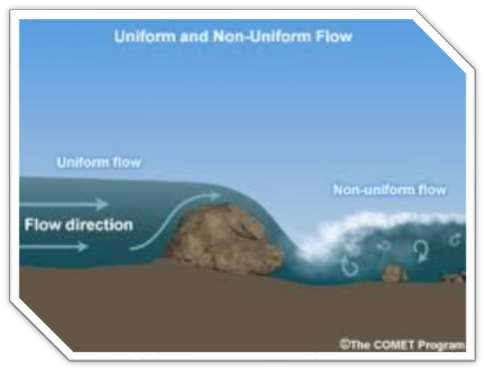 Uniform and Non-Uniform Flow
Uniform flow
Non-uniform flow
Flow direction
©The COMET Program